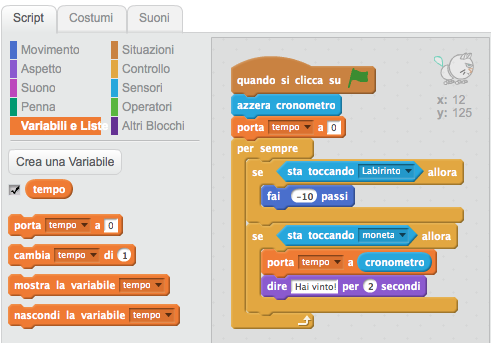 Script Costumi Suoni
Movimento Situazioni
Aspetto Controllo
Suono Sensori
Penna Operatori
Variabili e Liste Altri Blocchi
Crea una Variabile
tempo
porta tempo a 0
cambia tempo di 1
mostra la variabile tempo
nascondi la variabile tempo
quando si clicca su
azzera cronometro
porta tempo a 0
per sempre
se sta toccando Labirinto allora
fai -10 passi
se sta toccando moneta allora
porta tempo a cronometro
dire Hai vinto! per 2 secondi
x: 12
y: 125